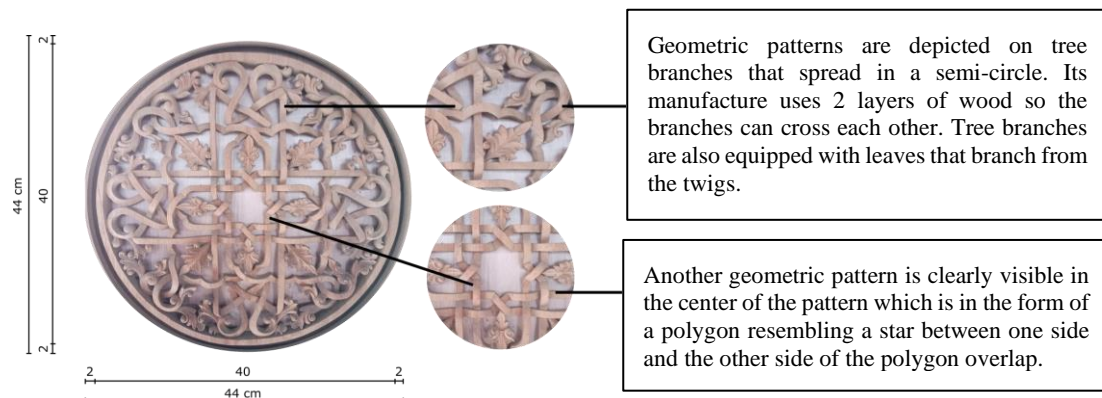 Geometric patterns are depicted on tree
branches that spread in a semi-circle. Its
manufacture uses 2 layers of wood so the
branches can cross each other. Tree branches
are also equipped with leaves that branch from
the twigs.
Another geometric pattern is clearly visible in
the center of the pattern which is in the form of
a polygon resembling a star between one side
and the other side of the polygon overlap.
2
40
44 cm
2
2 40 2
44 cm